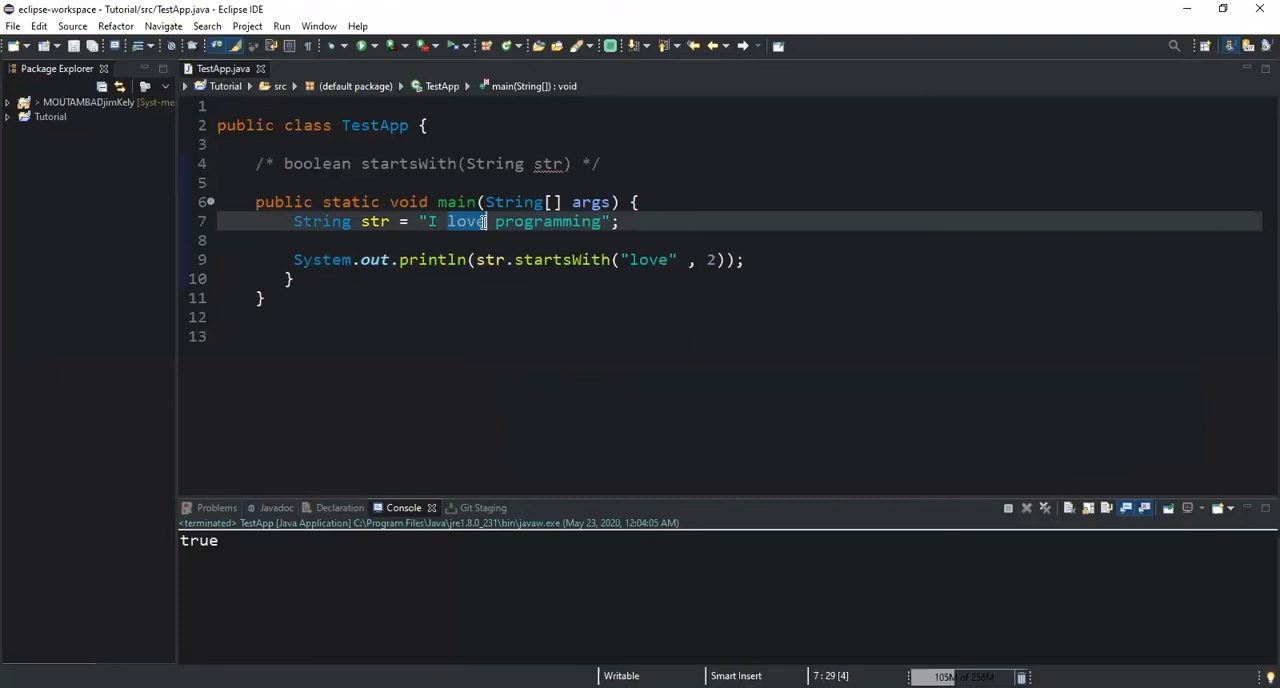 eclipse-workspace - Tutorial/src/TestApp.java - Eclipse IDE
File Edit Source Refactor Navigate Search Project Run Window Help
Package Explorer
TestApp.java
Tutorial src (default package) TestApp main(String[]) : void
> MOUTAMBADjimKely [Syst-me
Tutorial
1
2 public class TestApp {
3
4 /* boolean startsWith(String str) */
5
6 public static void main(String[] args) {
7 String str = "I love programming";
8
9 System.out.println(str.startsWith("love" , 2));
10 }
11 }
12
13
Problems Javadoc Declaration Console Git Staging
<terminated> TestApp [Java Application] C:\Program Files\Java\jre1.8.0_231\bin\javaw.exe (May 23, 2020, 12:04:05 AM)
true
Writable Smart Insert 7 : 29 [4] 105M of 256M